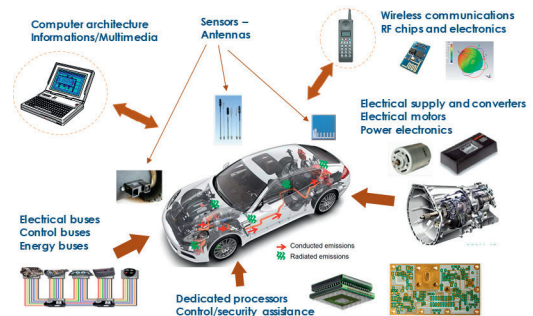 Computer architecture
Informations/Multimedia
Sensors –
Antennas
Wireless communications
RF chips and electronics
Electrical supply and converters
Electrical motors
Power electronics
Electrical buses
Control buses
Energy buses
Conducted emissions
Radiated emissions
Dedicated processors
Control/security assistance